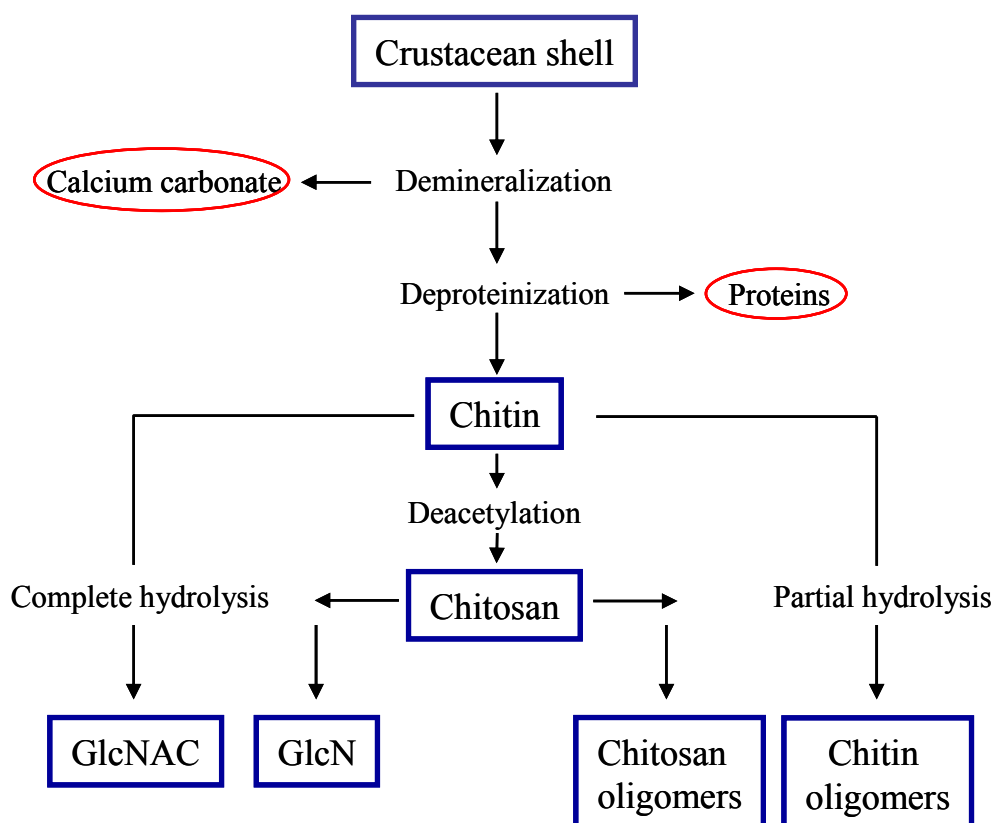 Crustacean shell
Calcium carbonate
Demineralization
Deproteinization
Proteins
Chitin
Deacetylation
Complete hydrolysis
Chitosan
Partial hydrolysis
GlcNAC
GlcN
Chitosan
oligomers
Chitin
oligomers